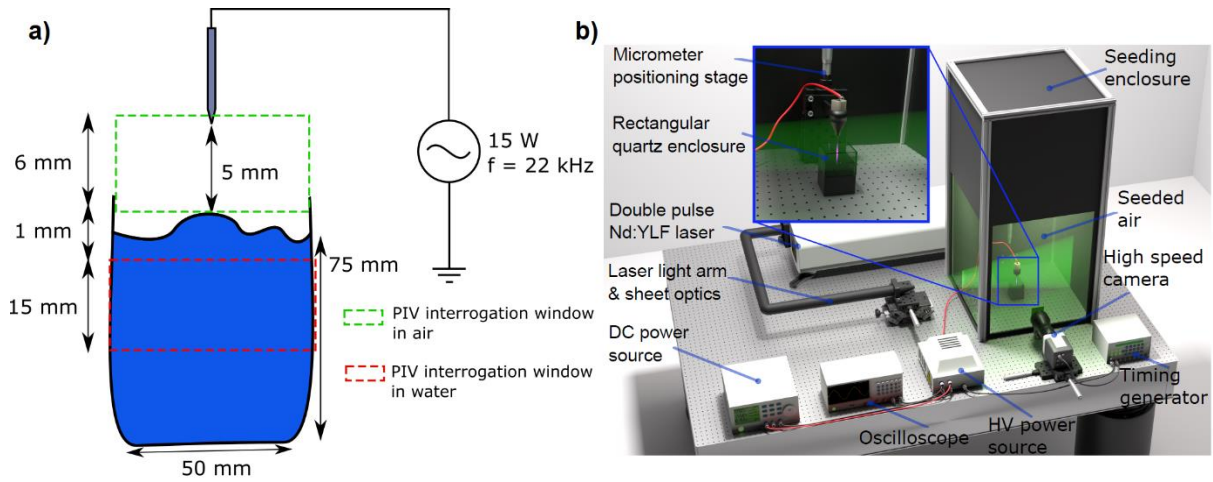 a)
6 mm
5 mm
15 W
f = 22 kHz
1 mm
15 mm
75 mm
PIV interrogation window
in air
PIV interrogation window
in water
50 mm
b)
Micrometer
positioning stage
Rectangular
quartz enclosure
Double pulse
Nd:YLF laser
Laser light arm
& sheet optics
DC power
source
Oscilloscope
HV power
source
Seeding
enclosure
Seeded
air
High speed
camera
Timing
generator